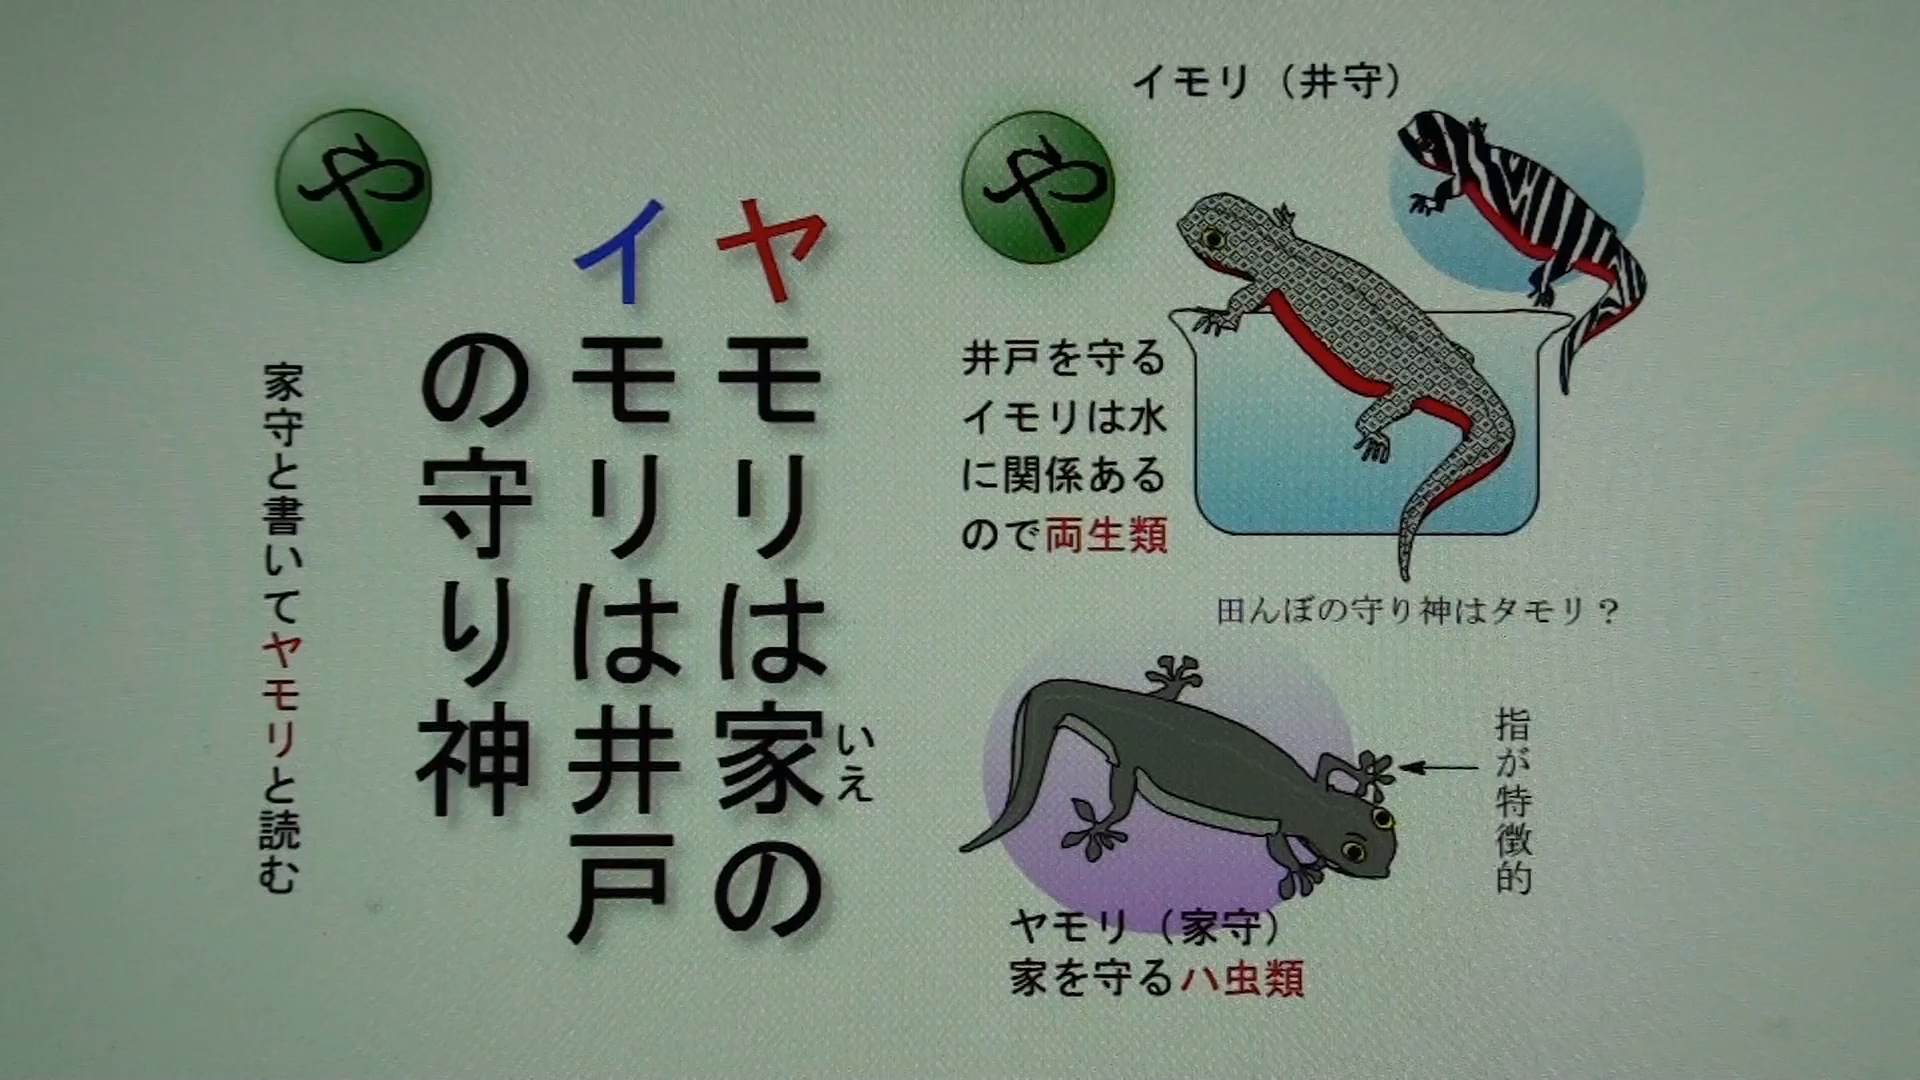 や
ヤモリは家の
いえ
イモリは井戸
の守り神
家守と書いてヤモリと読む
や
イモリ（井守）
井戸を守る
イモリは水
に関係ある
ので両生類
田んぼの守り神はタモリ？
指が特徴的
ヤモリ（家守）
家を守るハ虫類